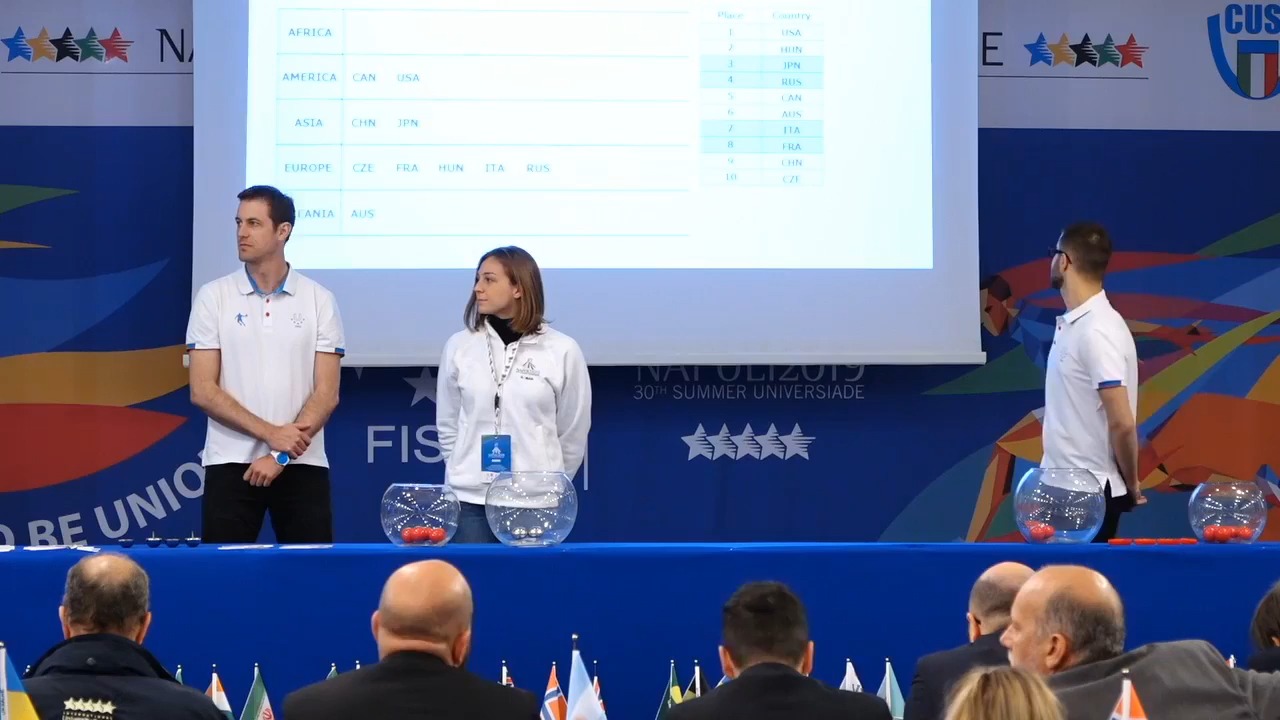 NA
E
CUS
AFRICA
AMERICA CAN USA
ASIA CHN JPN
EUROPE CZE FRA HUN ITA RUS
TANIA AUS
Place Country
1 USA
2 HUN
3 JPN
4 RUS
5 CAN
6 AUS
7 ITA
8 FRA
9 CHN
10 CZE
NAPOLI2019
30TH SUMMER UNIVERSIADE
FIS
O BE UNIO